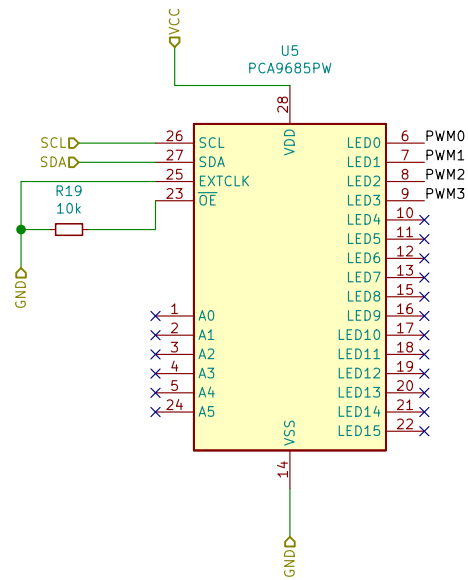 VCC
U5
PCA9685PW
28
VDD
SCL 26 SCL LED0 6 PWM0
SDA 27 SDA LED1 7 PWM1
25 EXTCLK LED2 8 PWM2
R19 23 OE LED3 9 PWM3
10k LED4 10
LED5 11
LED6 12
GND LED7 13
LED8 15
1 A0 LED9 16
2 A1 LED10 17
3 A2 LED11 18
4 A3 LED12 19
5 A4 LED13 20
24 A5 LED14 21
LED15 22
VSS
14
GND